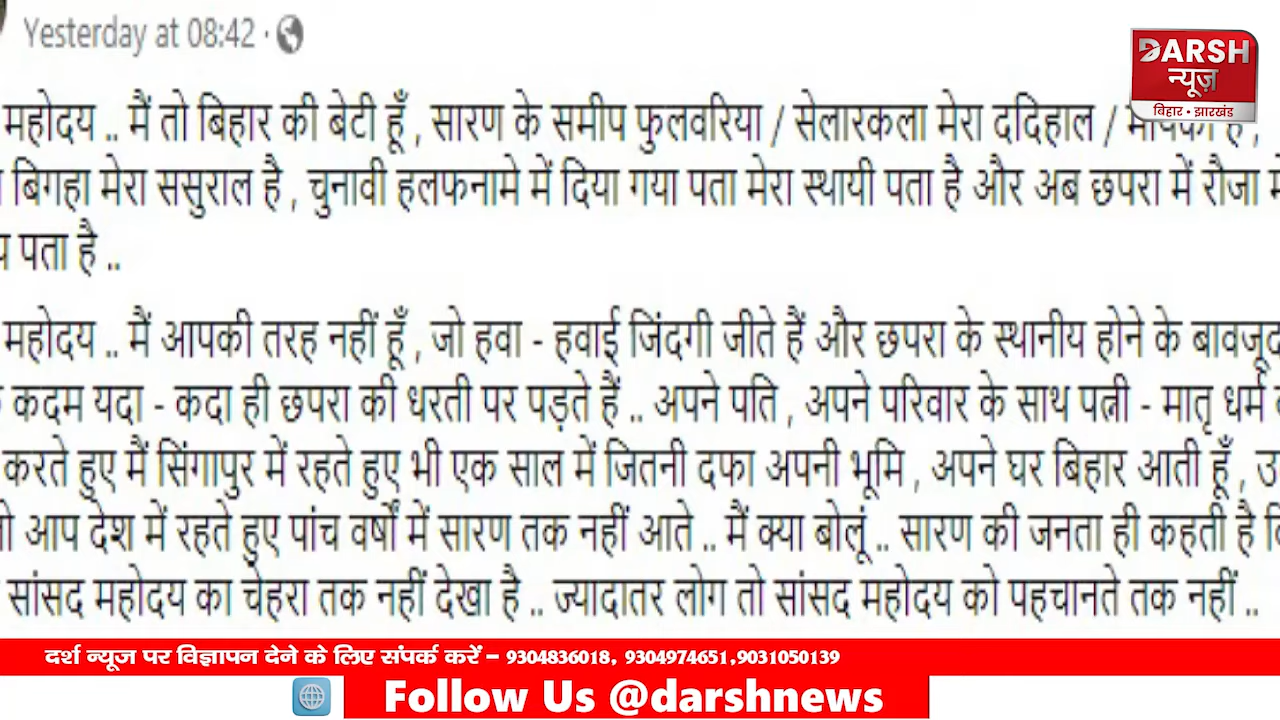 Yesterday at 08:42 ·
DARSH
न्यूज़
बिहार • झारखंड
महोदय .. मैं तो बिहार की बेटी हूँ , सारण के समीप फुलवरिया / सेलारकला मेरा ददिहाल /
बिगहा मेरा ससुराल है , चुनावी हलफनामे में दिया गया पता मेरा स्थायी पता है और अब छपरा में रौजा
पता है ..
महोदय .. मैं आपकी तरह नहीं हूँ , जो हवा - हवाई जिंदगी जीते हैं और छपरा के स्थानीय होने के बावजूद
कदम यदा - कदा ही छपरा की धरती पर पड़ते हैं .. अपने पति , अपने परिवार के साथ पत्नी - मातृ धर्म
करते हुए मैं सिंगापुर में रहते हुए भी एक साल में जितनी दफा अपनी भूमि , अपने घर बिहार आती हूँ ,
आप देश में रहते हुए पांच वर्षों में सारण तक नहीं आते .. मैं क्या बोलूं .. सारण की जनता ही कहती है
सांसद महोदय का चेहरा तक नहीं देखा है .. ज्यादातर लोग तो सांसद महोदय को पहचानते तक नहीं ..
दर्श न्यूज पर विज्ञापन देने के लिए संपर्क करें – 9304836018, 9304974651,9031050139
Follow Us @darshnews